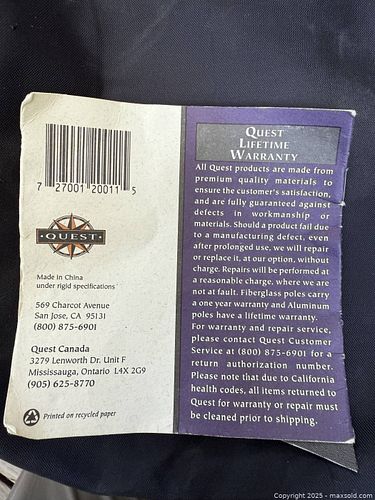 7 27001 20011 5
QUEST
Made in China
under rigid specifications
569 Charcot Avenue
San Jose, CA 95131
(800) 875-6901
Quest Canada
3279 Lenworth Dr. Unit F
Mississauga, Ontario L4X 2G9
(905) 625-8770
Printed on recycled paper
QUEST
LIFETIME
WARRANTY
All Quest products are made from
premium quality materials to
ensure the customer's satisfaction,
and are fully guaranteed against
defects in workmanship or
materials. Should a product fail due
to a manufacturing defect, even
after prolonged use, we will repair
or replace it, at our option, without
charge. Repairs will be performed at
a reasonable charge, where we are
not at fault. Fiberglass poles carry
a one year warranty and Aluminum
poles have a lifetime warranty.
For warranty and repair service,
please contact Quest Customer
Service at (800) 875-6901 for a
return authorization number.
Please note that due to California
health codes, all items returned to
Quest for warranty or repair must
be cleaned prior to shipping.
Copyright 2025 - maxsold.com